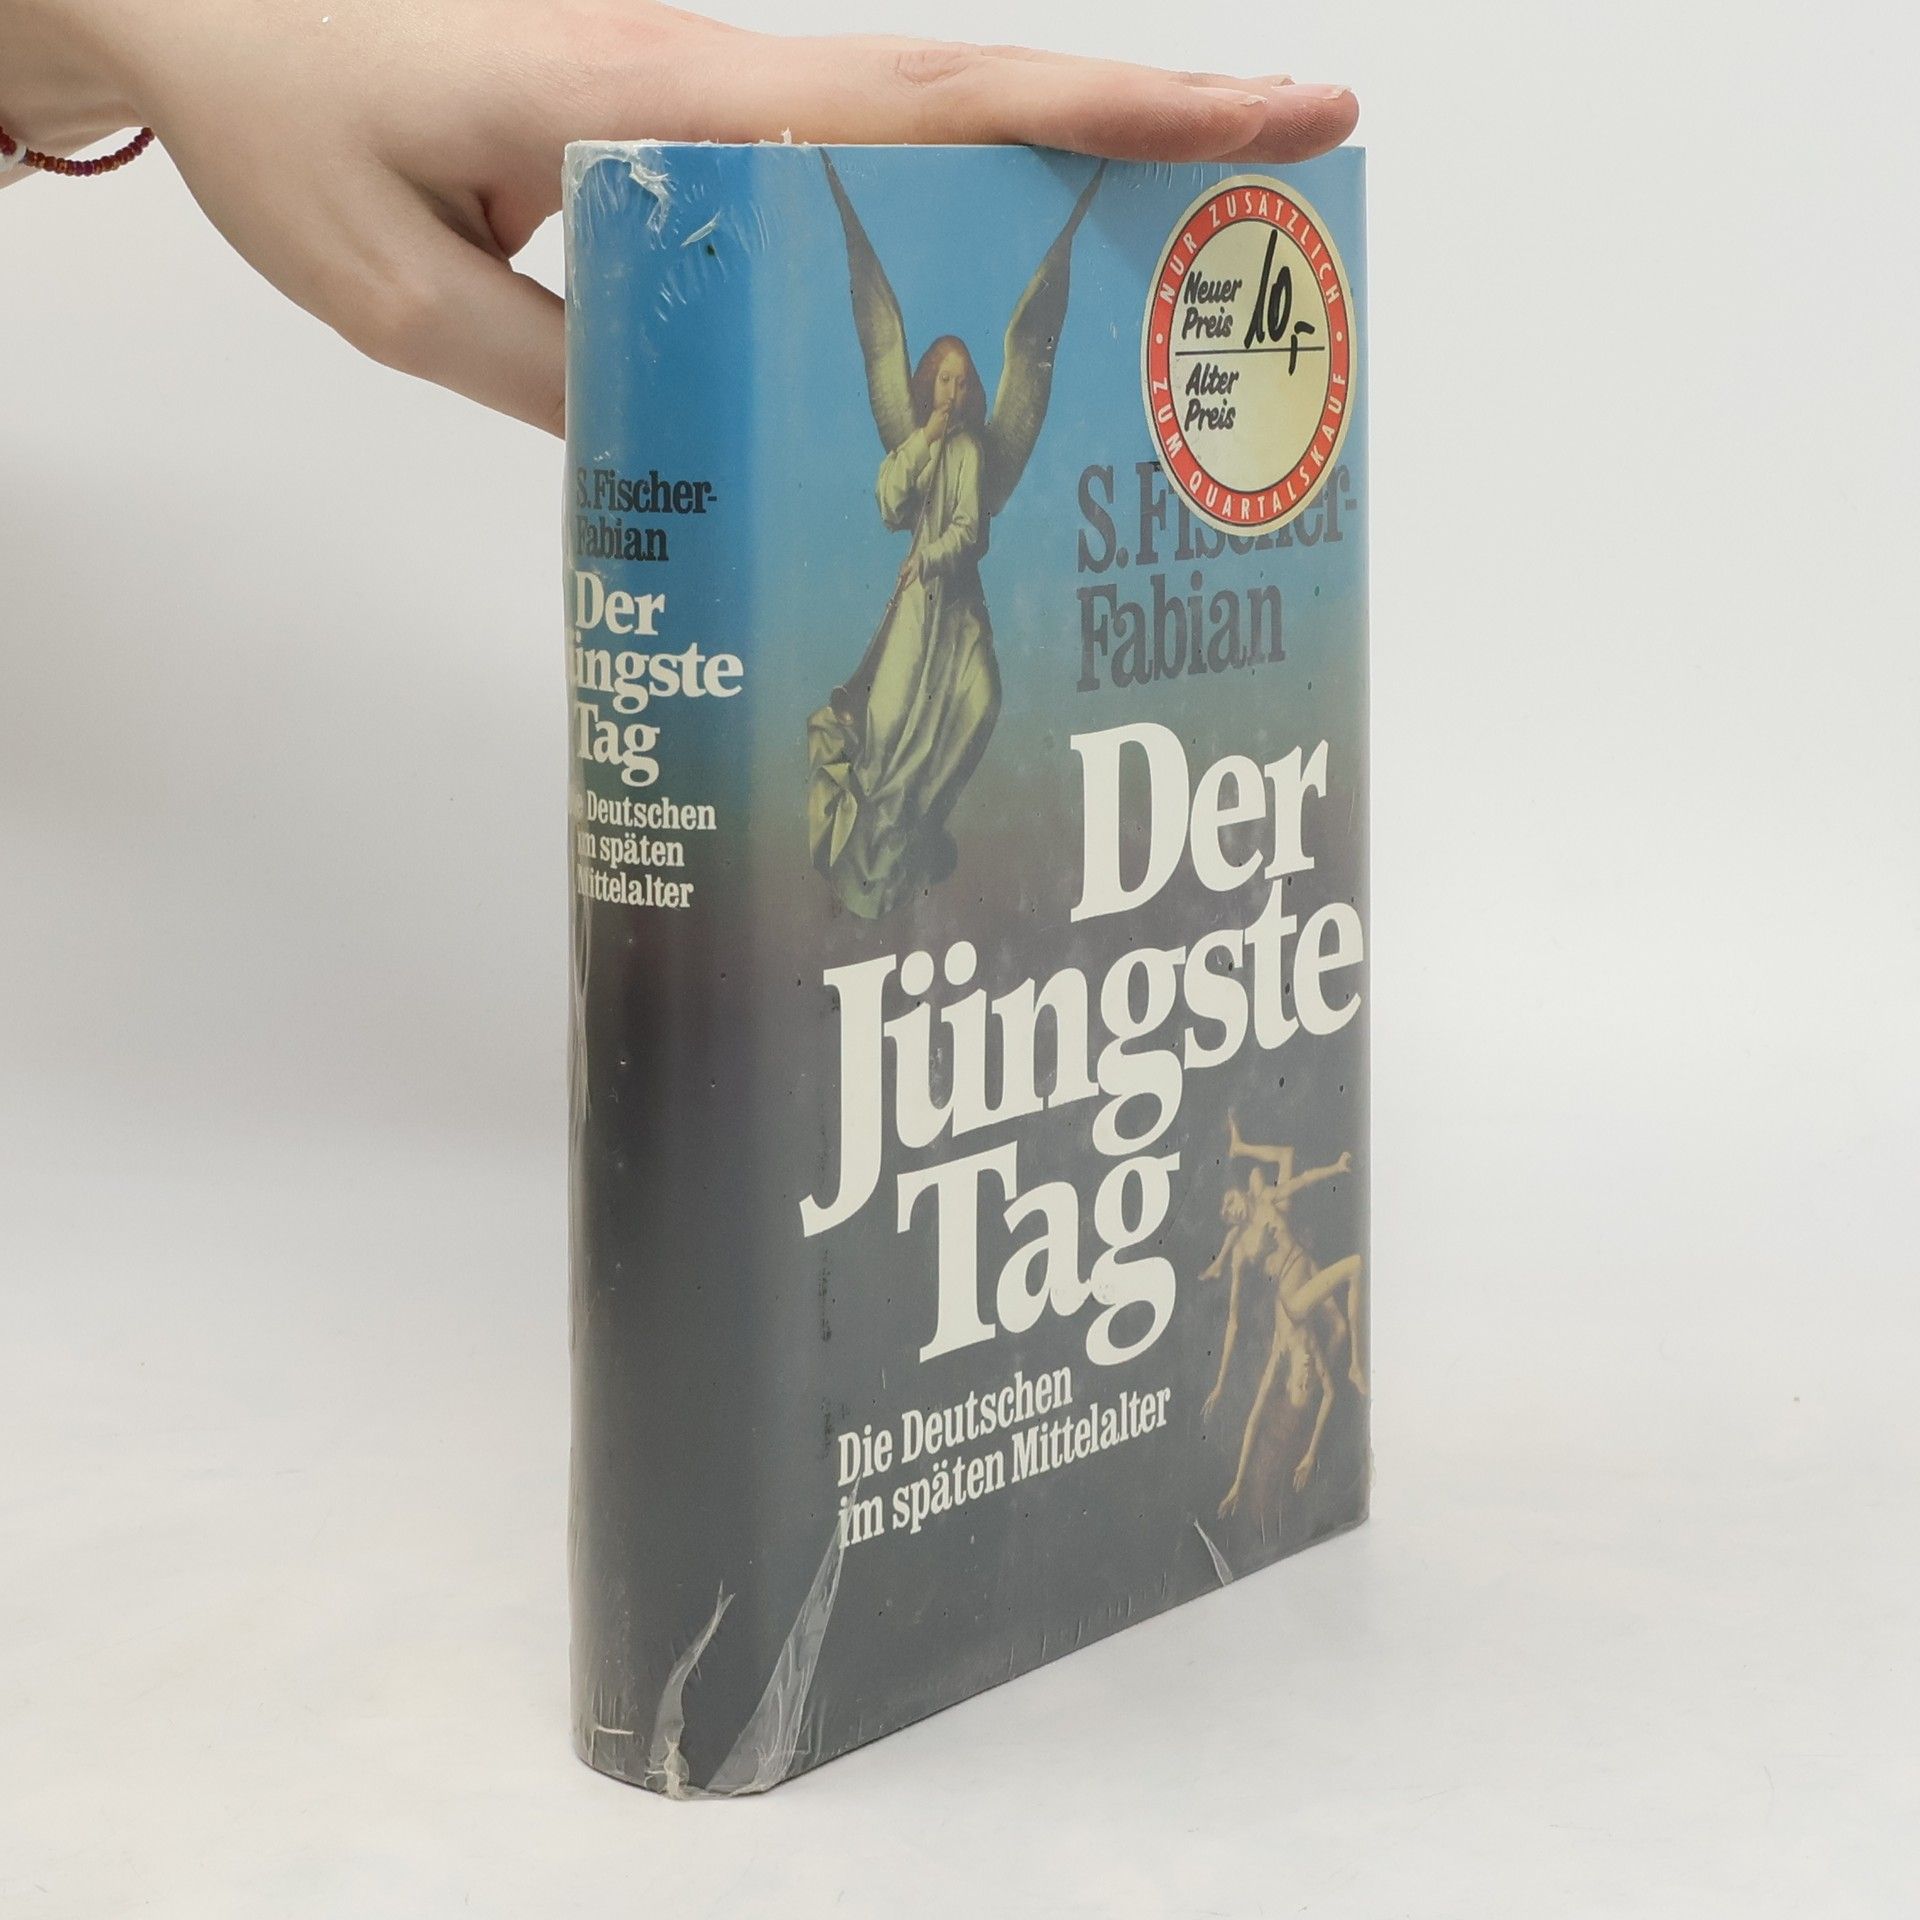 S.Fischer-
Fabian
Der
Jüngste
Tag
Deutschen
im späten
Mittelalter
NUR ZUSÄTZLICH
ZUM QUARTALSKAUF
Neuer
Preis 10,-
Alter
Preis
S.Fischer-
Fabian
Der
Jüngste
Tag
Die Deutschen
im späten Mittelalter